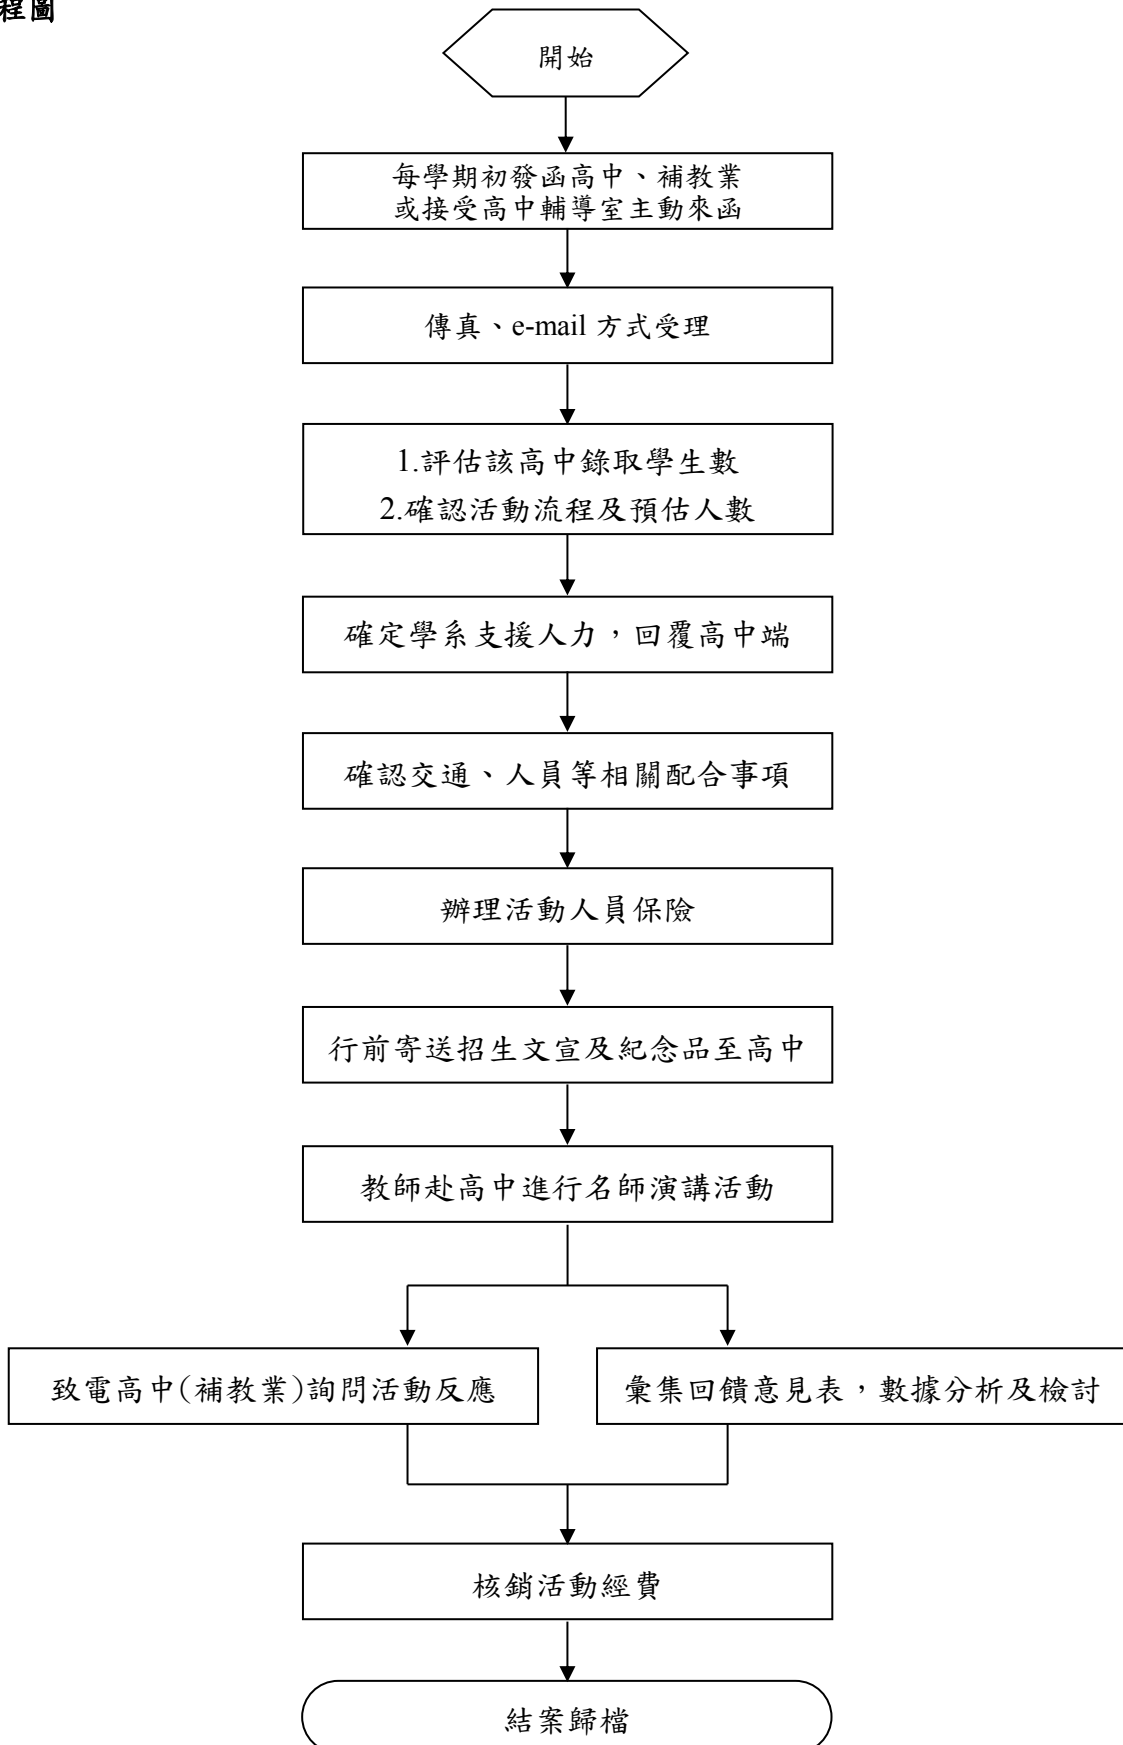 程圖
開始
每學期初發函高中、補教業
或接受高中輔導室主動來函
傳真、e-mail 方式受理
1.評估該高中錄取學生數
2.確認活動流程及預估人數
確定學系支援人力，回覆高中端
確認交通、人員等相關配合事項
辦理活動人員保險
行前寄送招生文宣及紀念品至高中
教師赴高中進行名師演講活動
致電高中(補教業)詢問活動反應
彙集回饋意見表，數據分析及檢討
核銷活動經費
結案歸檔